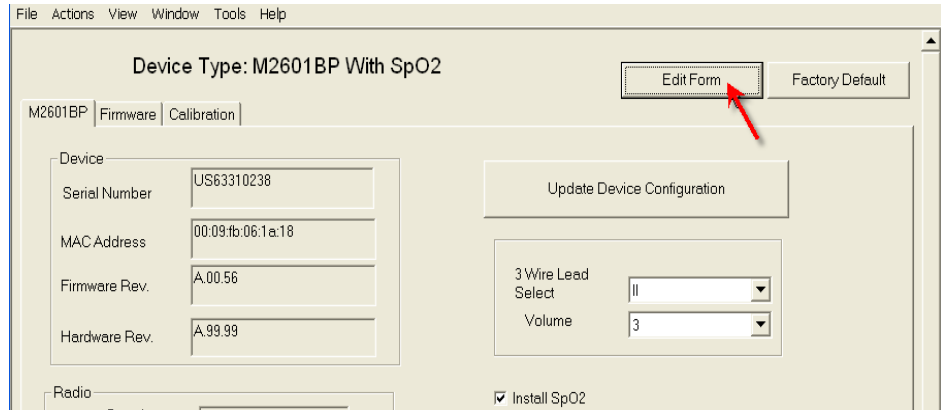 File Actions View Window Tools Help
Device Type: M2601BP With SpO2
Edit Form
Factory Default
M2601BP Firmware Calibration
Device
Serial Number US63310238
MAC Address 00:09:fb:06:1a:18
Firmware Rev. A.00.56
Hardware Rev. A.99.99
Update Device Configuration
3 Wire Lead
Select II
Volume 3
Radio
Install SpO2